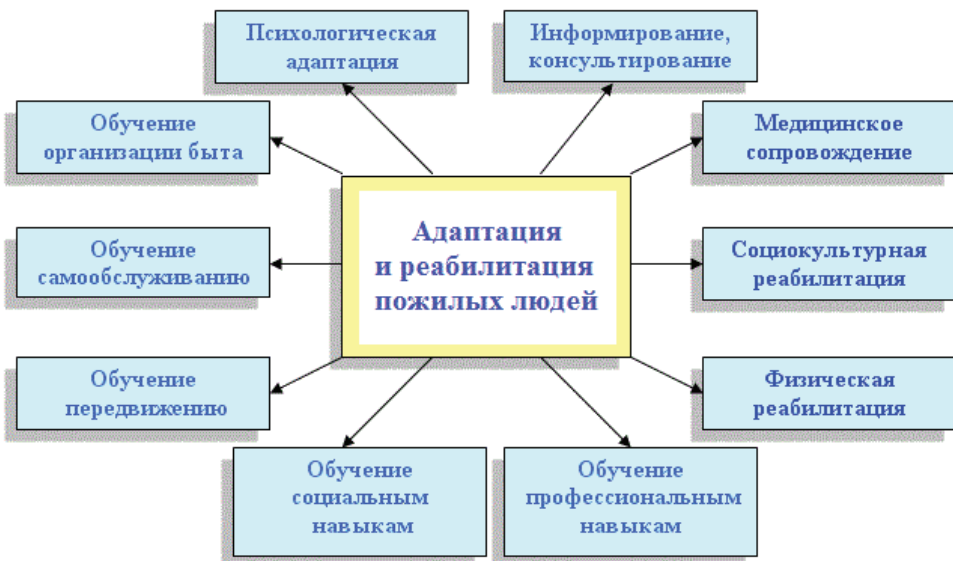 Психологическая
адаптация
Информирование,
консультирование
Обучение
организации быта
Медицинское
сопровождение
Адаптация
и реабилитация
пожилых людей
Обучение
самообслуживанию
Социокультурная
реабилитация
Обучение
передвижению
Физическая
реабилитация
Обучение
социальным
навыкам
Обучение
профессиональным
навыкам